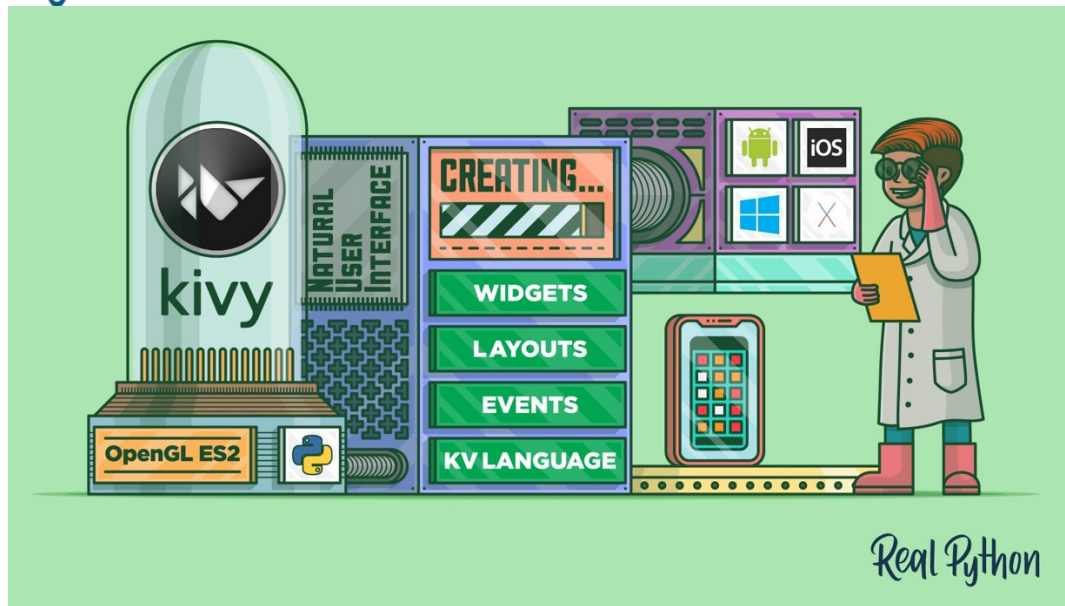 kivy
NATURAL
USER
INTERFACE
CREATING...
WIDGETS
LAYOUTS
EVENTS
KV LANGUAGE
OpenGL ES2
iOS
Real Python